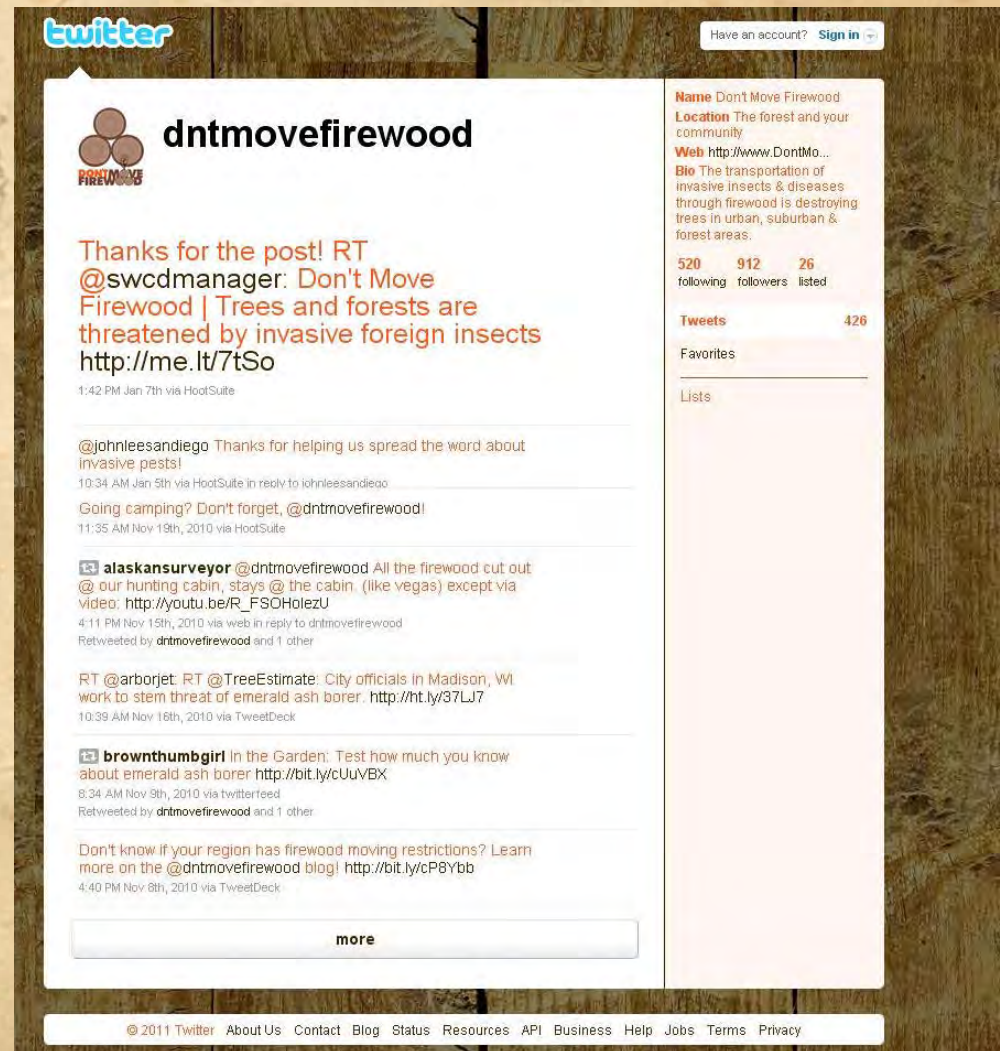 twitter
Have an account? Sign in
dntmovefirewood
DONT MOVE
FIREWOOD
Thanks for the post! RT
@swcdmanager: Don't Move
Firewood | Trees and forests are
threatened by invasive foreign insects
http://me.lt/7tSo
1:42 PM Jan 7th via HootSuite
@johnleesandiego Thanks for helping us spread the word about
invasive pests!
10:34 AM Jan 5th via HootSuite in reply to johnleesandiego
Going camping? Don't forget, @dntmovefirewood!
11:35 AM Nov 19th, 2010 via HootSuite
alaskansurveyor @dntmovefirewood All the firewood cut out
@ our hunting cabin, stays @ the cabin. (like vegas) except via
video: http://youtu.be/R_FSOHolezU
4:11 PM Nov 15th, 2010 via web in reply to dntmovefirewood
Retweeted by dntmovefirewood and 1 other
RT @arborjet: RT @TreeEstimate: City officials in Madison, WI
work to stem threat of emerald ash borer. http://ht.ly/37LJ7
10:39 AM Nov 16th, 2010 via TweetDeck
brownthumbgirl In the Garden: Test how much you know
about emerald ash borer http://bit.ly/cUuVBX
8:34 AM Nov 9th, 2010 via twitterfeed
Retweeted by dntmovefirewood and 1 other
Don't know if your region has firewood moving restrictions? Learn
more on the @dntmovefirewood blog! http://bit.ly/cP8Ybb
4:40 PM Nov 8th, 2010 via TweetDeck
more
Name Don't Move Firewood
Location The forest and your
community
Web http://www.DontMo...
Bio The transportation of
invasive insects & diseases
through firewood is destroying
trees in urban, suburban &
forest areas.
520 912 26
following followers listed
Tweets 426
Favorites
Lists
© 2011 Twitter About Us Contact Blog Status Resources API Business Help Jobs Terms Privacy